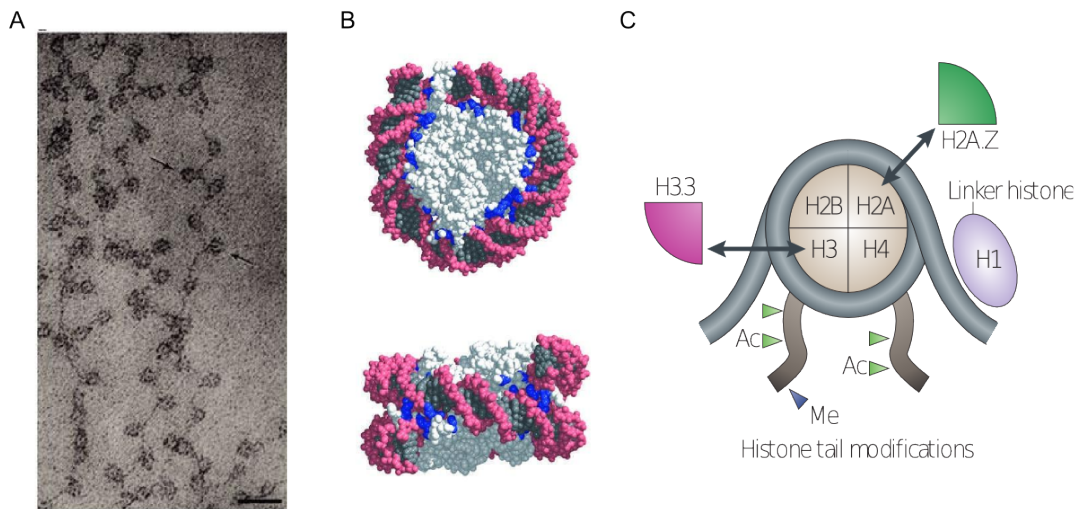 A
B
C
H2A.Z
H3.3
Linker histone
H2B
H2A
H3
H4
H1
Ac
Ac
Me
Histone tail modifications